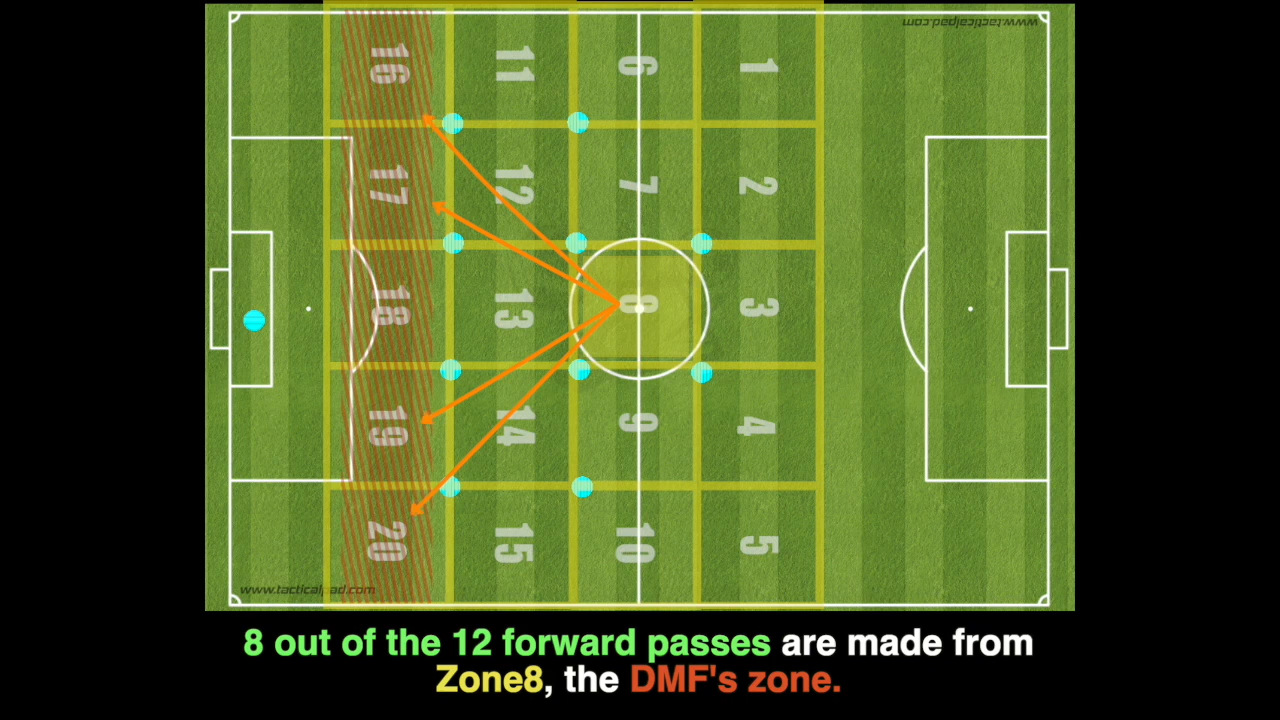 www.tacticalpad.com
16 11 6 1
17 12 7 2
18 13 8 3
19 14 9 4
20 15 10 5
www.tacticalpad.com
8 out of the 12 forward passes are made from
Zone8, the DMF's zone.